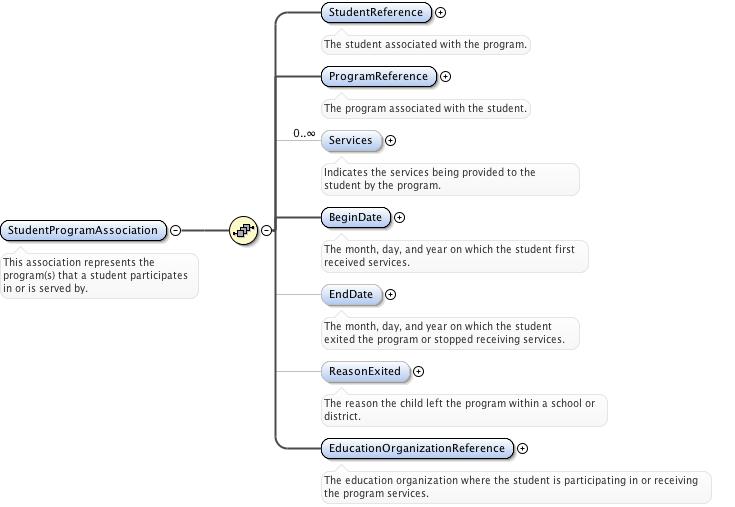 StudentReference
The student associated with the program.
ProgramReference
The program associated with the student.
0..∞
Services
Indicates the services being provided to the
student by the program.
StudentProgramAssociation
This association represents the
program(s) that a student participates
in or is served by.
BeginDate
The month, day, and year on which the student first
received services.
EndDate
The month, day, and year on which the student
exited the program or stopped receiving services.
ReasonExited
The reason the child left the program within a school or
district.
EducationOrganizationReference
The education organization where the student is participating in or receiving
the program services.